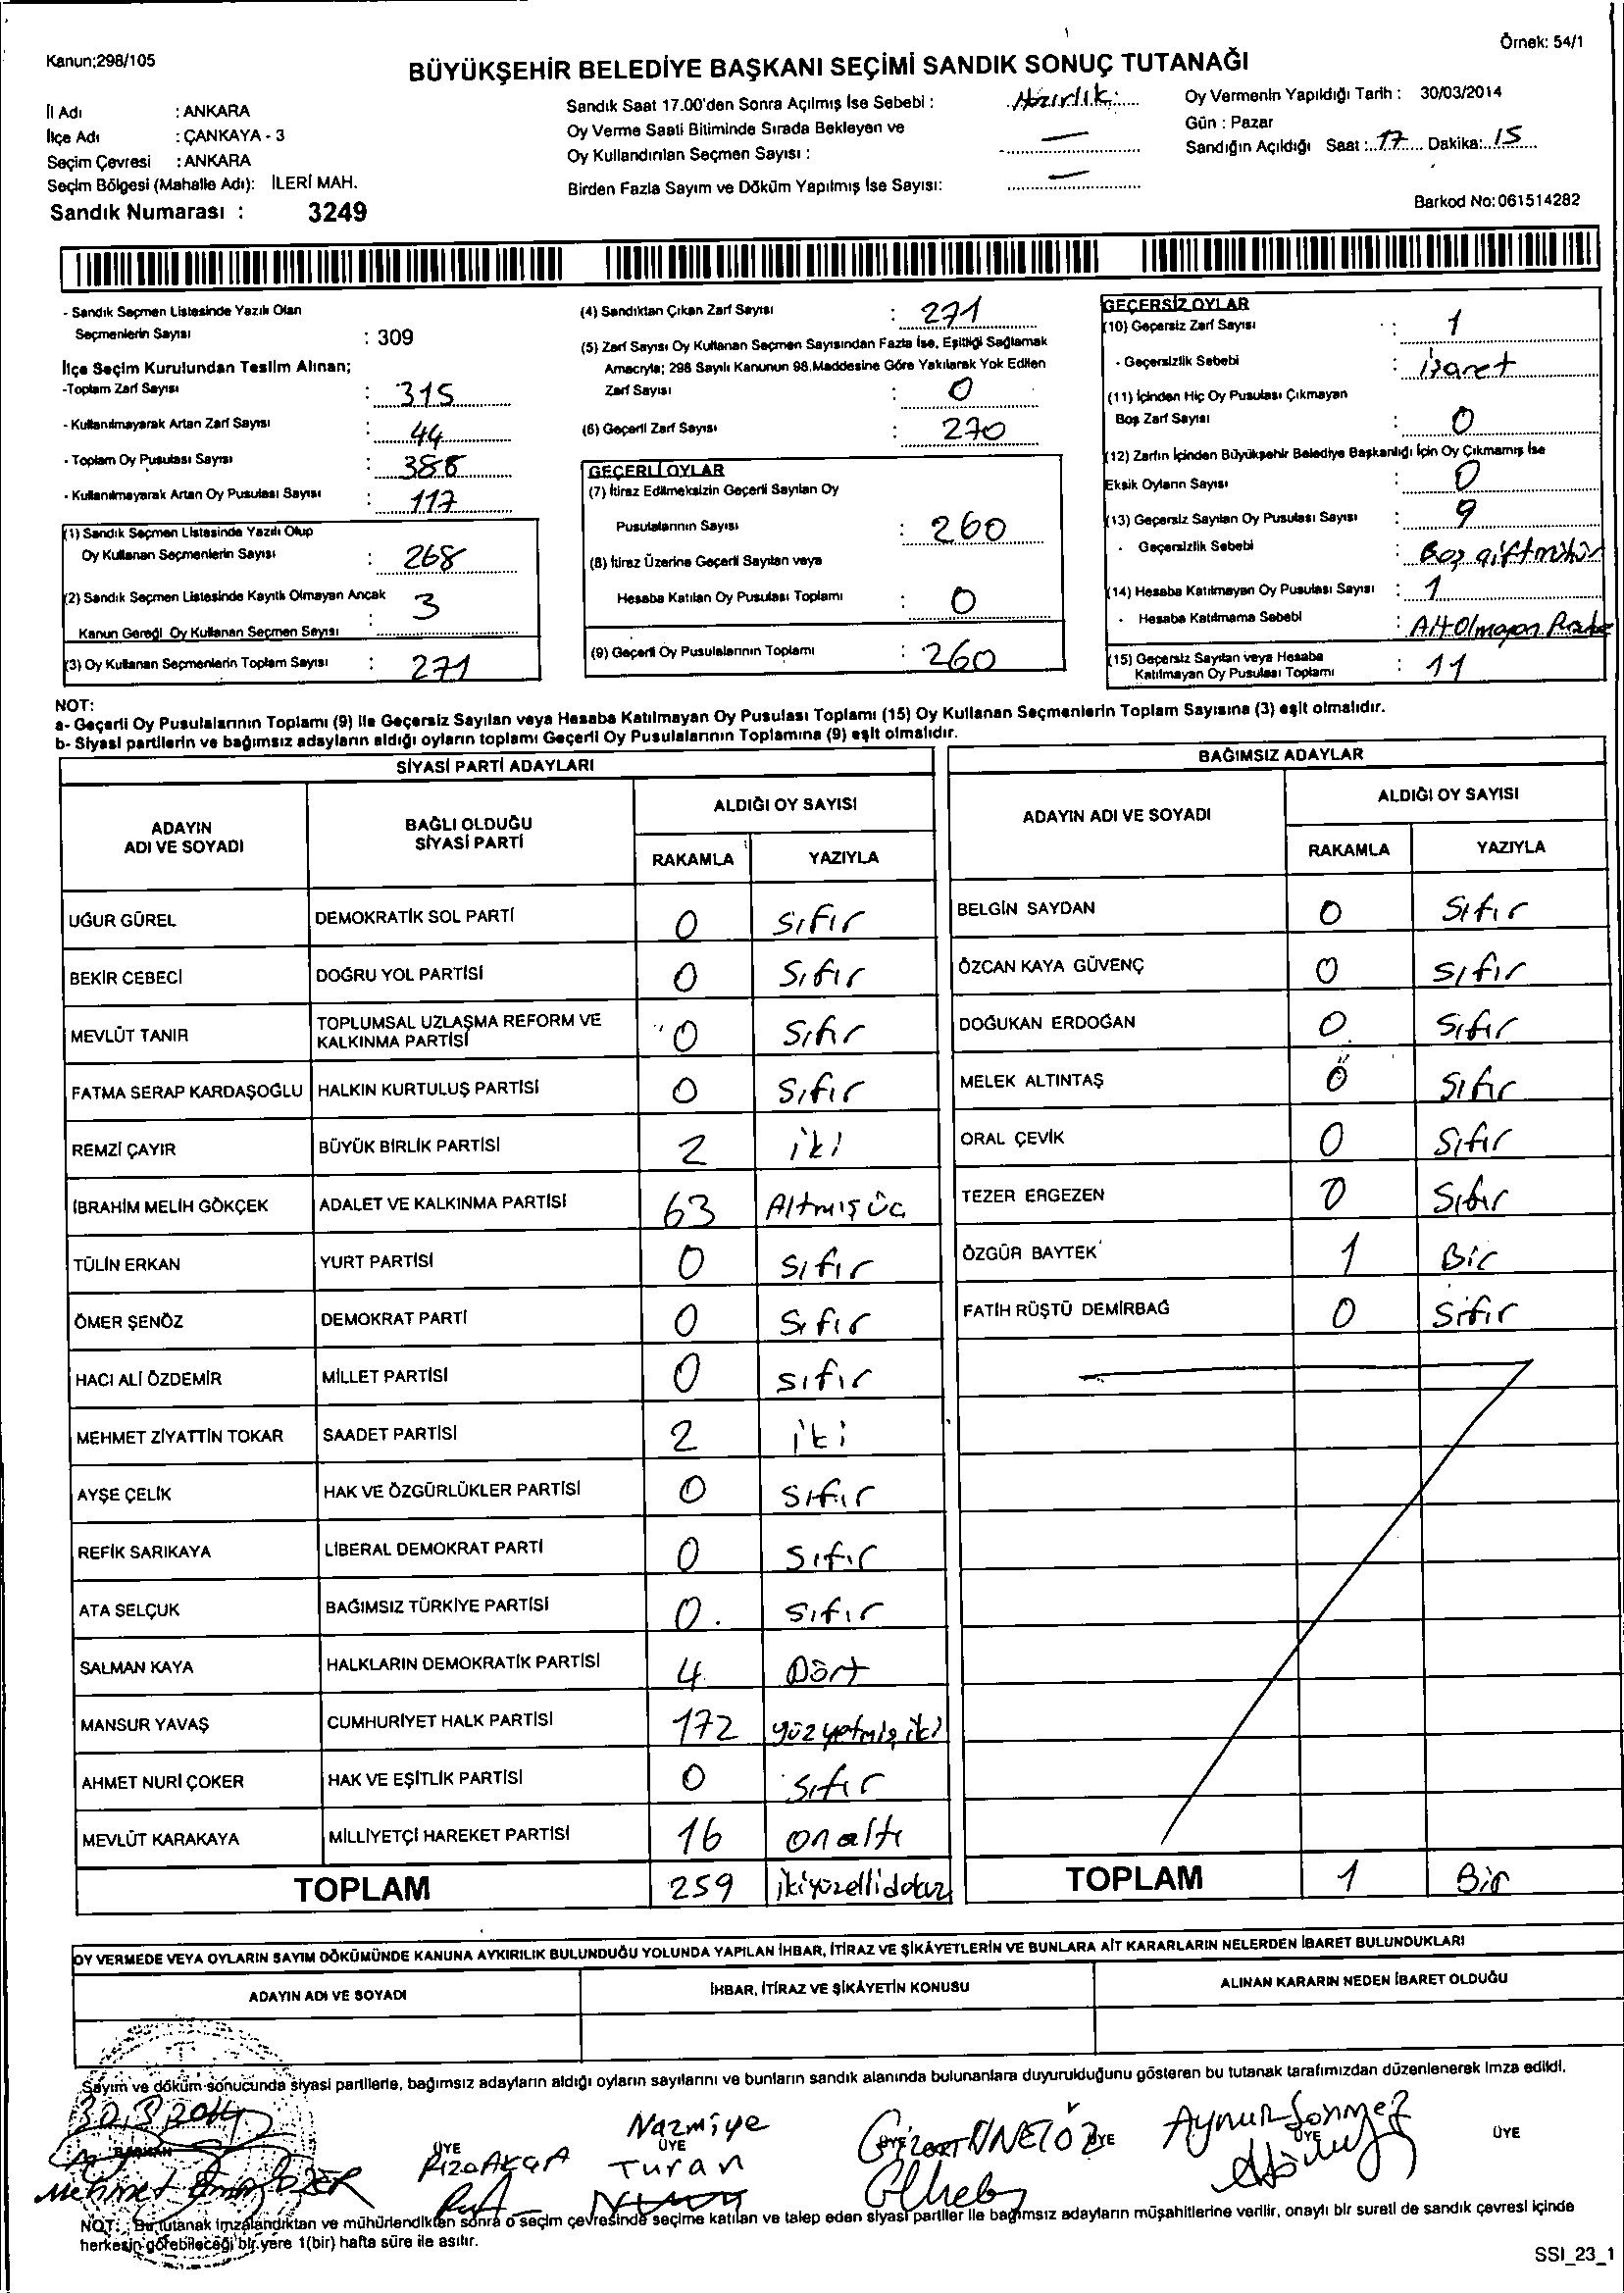 Örnek: 54/1
Kanun;298/105
BÜYÜKŞEHİR BELEDİYE BAŞKANI SEÇİMİ SANDIK SONUÇ TUTANAĞI
İl Adı : ANKARA
İlçe Adı : ÇANKAYA - 3
Seçim Çevresi : ANKARA
Seçim Bölgesi (Mahalle Adı): İLERİ MAH.
Sandık Numarası : 3249
Sandık Saat 17.00'den Sonra Açılmış İse Sebebi : Hazırlık
Oy Verme Saati Bitiminde Sırada Bekleyen ve
Oy Kullandırılan Seçmen Sayısı : —
Birden Fazla Sayım ve Döküm Yapılmış İse Sayısı: —
Oy Vermenin Yapıldığı Tarih : 30/03/2014
Gün : Pazar
Sandığın Açıldığı Saat : 17 Dakika: 15
Barkod No: 061514282
- Sandık Seçmen Listesinde Yazılı Olan
Seçmenlerin Sayısı : 309
İlçe Seçim Kurulundan Teslim Alınan;
-Toplam Zarf Sayısı : 315
- Kullanılmayarak Artan Zarf Sayısı : 44
- Toplam Oy Pusulası Sayısı : 388
- Kullanılmayarak Artan Oy Pusulası Sayısı : 117
(1) Sandık Seçmen Listesinde Yazılı Olup
Oy Kullanan Seçmenlerin Sayısı : 268
(2) Sandık Seçmen Listesinde Kayıtlı Olmayan Ancak
Kanun Gereği Oy Kullanan Seçmen Sayısı : 3
(3) Oy Kullanan Seçmenlerin Toplam Sayısı : 271
(4) Sandıktan Çıkan Zarf Sayısı : 271
(5) Zarf Sayısı Oy Kullanan Seçmen Sayısından Fazla İse, Eşitliği Sağlamak
Amacıyla; 298 Sayılı Kanunun 98.Maddesine Göre Yakılarak Yok Edilen
Zarf Sayısı : 0
(6) Geçerli Zarf Sayısı : 270
GEÇERLİ OYLAR
(7) İtiraz Edilmeksizin Geçerli Sayılan Oy
Pusulalarının Sayısı : 260
(8) İtiraz Üzerine Geçerli Sayılan veya
Hesaba Katılan Oy Pusulası Toplamı : 0
(9) Geçerli Oy Pusulalarının Toplamı : 260
GEÇERSİZ OYLAR
(10) Geçersiz Zarf Sayısı : 1
- Geçersizlik Sebebi : işaret
(11) İçinden Hiç Oy Pusulası Çıkmayan
Boş Zarf Sayısı : 0
(12) Zarfın İçinden Büyükşehir Belediye Başkanlığı İçin Oy Çıkmamış İse
Eksik Oyların Sayısı : 0
(13) Geçersiz Sayılan Oy Pusulası Sayısı : 9
- Geçersizlik Sebebi : Boş çift mühür
(14) Hesaba Katılmayan Oy Pusulası Sayısı : 1
- Hesaba Katılmama Sebebi : Ait Olmayan
(15) Geçersiz Sayılan veya Hesaba
Katılmayan Oy Pusulası Toplamı : 11
NOT:
a- Geçerli Oy Pusulalarının Toplamı (9) ile Geçersiz Sayılan veya Hesaba Katılmayan Oy Pusulası Toplamı (15) Oy Kullanan Seçmenlerin Toplam Sayısına (3) eşit olmalıdır.
b- Siyasi partilerin ve bağımsız adayların aldığı oyların toplamı Geçerli Oy Pusulalarının Toplamına (9) eşit olmalıdır.
SİYASİ PARTİ ADAYLARI
ADAYIN ADI VE SOYADI BAĞLI OLDUĞU SİYASİ PARTİ ALDIĞI OY SAYISI
RAKAMLA YAZIYLA
UĞUR GÜREL DEMOKRATİK SOL PARTİ 0 Sıfır
BEKİR CEBECİ DOĞRU YOL PARTİSİ 0 Sıfır
MEVLÜT TANIR TOPLUMSAL UZLAŞMA REFORM VE KALKINMA PARTİSİ 0 Sıfır
FATMA SERAP KARDAŞOĞLU HALKIN KURTULUŞ PARTİSİ 0 Sıfır
REMZİ ÇAYIR BÜYÜK BİRLİK PARTİSİ 2 iki
İBRAHİM MELİH GÖKÇEK ADALET VE KALKINMA PARTİSİ 63 Altmış üç
TÜLİN ERKAN YURT PARTİSİ 0 Sıfır
ÖMER ŞENÖZ DEMOKRAT PARTİ 0 Sıfır
HACI ALİ ÖZDEMİR MİLLET PARTİSİ 0 sıfır
MEHMET ZİYATTİN TOKAR SAADET PARTİSİ 2 iki
AYŞE ÇELİK HAK VE ÖZGÜRLÜKLER PARTİSİ 0 Sıfır
REFİK SARIKAYA LİBERAL DEMOKRAT PARTİ 0 Sıfır
ATA SELÇUK BAĞIMSIZ TÜRKİYE PARTİSİ 0 Sıfır
SALMAN KAYA HALKLARIN DEMOKRATİK PARTİSİ 4 Dört
MANSUR YAVAŞ CUMHURİYET HALK PARTİSİ 172 yüz yetmiş iki
AHMET NURİ ÇOKER HAK VE EŞİTLİK PARTİSİ 0 Sıfır
MEVLÜT KARAKAYA MİLLİYETÇİ HAREKET PARTİSİ 16 on altı
TOPLAM 259 ikiyüzellidokuz
BAĞIMSIZ ADAYLAR
ADAYIN ADI VE SOYADI ALDIĞI OY SAYISI
RAKAMLA YAZIYLA
BELGİN SAYDAN 0 Sıfır
ÖZCAN KAYA GÜVENÇ 0 Sıfır
DOĞUKAN ERDOĞAN 0 Sıfır
MELEK ALTINTAŞ 0 Sıfır
ORAL ÇEVİK 0 Sıfır
TEZER ERGEZEN 0 Sıfır
ÖZGÜR BAYTEK 1 Bir
FATİH RÜŞTÜ DEMİRBAĞ 0 Sıfır
TOPLAM 1 Bir
OY VERMEDE VEYA OYLARIN SAYIM DÖKÜMÜNDE KANUNA AYKIRILIK BULUNDUĞU YOLUNDA YAPILAN İHBAR, İTİRAZ VE ŞİKÂYETLERİN VE BUNLARA AİT KARARLARIN NELERDEN İBARET BULUNDUKLARI
ADAYIN ADI VE SOYADI İHBAR, İTİRAZ VE ŞİKÂYETİN KONUSU ALINAN KARARIN NEDEN İBARET OLDUĞU
Sayım ve döküm sonucunda siyasi partilerle, bağımsız adayların aldığı oyların sayılarını ve bunların sandık alanında bulunanlara duyurulduğunu gösteren bu tutanak tarafımızdan düzenlenerek imza edildi.
30.3.2014
BAŞKAN ÜYE ÜYE ÜYE ÜYE ÜYE
Mehmet
Rıza AKÇA
Nazmiye
Turan
Aynur Sönmez
NOT: Bu tutanak imzalandıktan ve mühürlendikten sonra o seçim çevresinde seçime katılan ve talep eden siyasi partiler ile bağımsız adayların müşahitlerine verilir, onaylı bir sureti de sandık çevresi içinde
herkesin görebileceği bir yere 1(bir) hafta süre ile asılır.
SSI_23_1